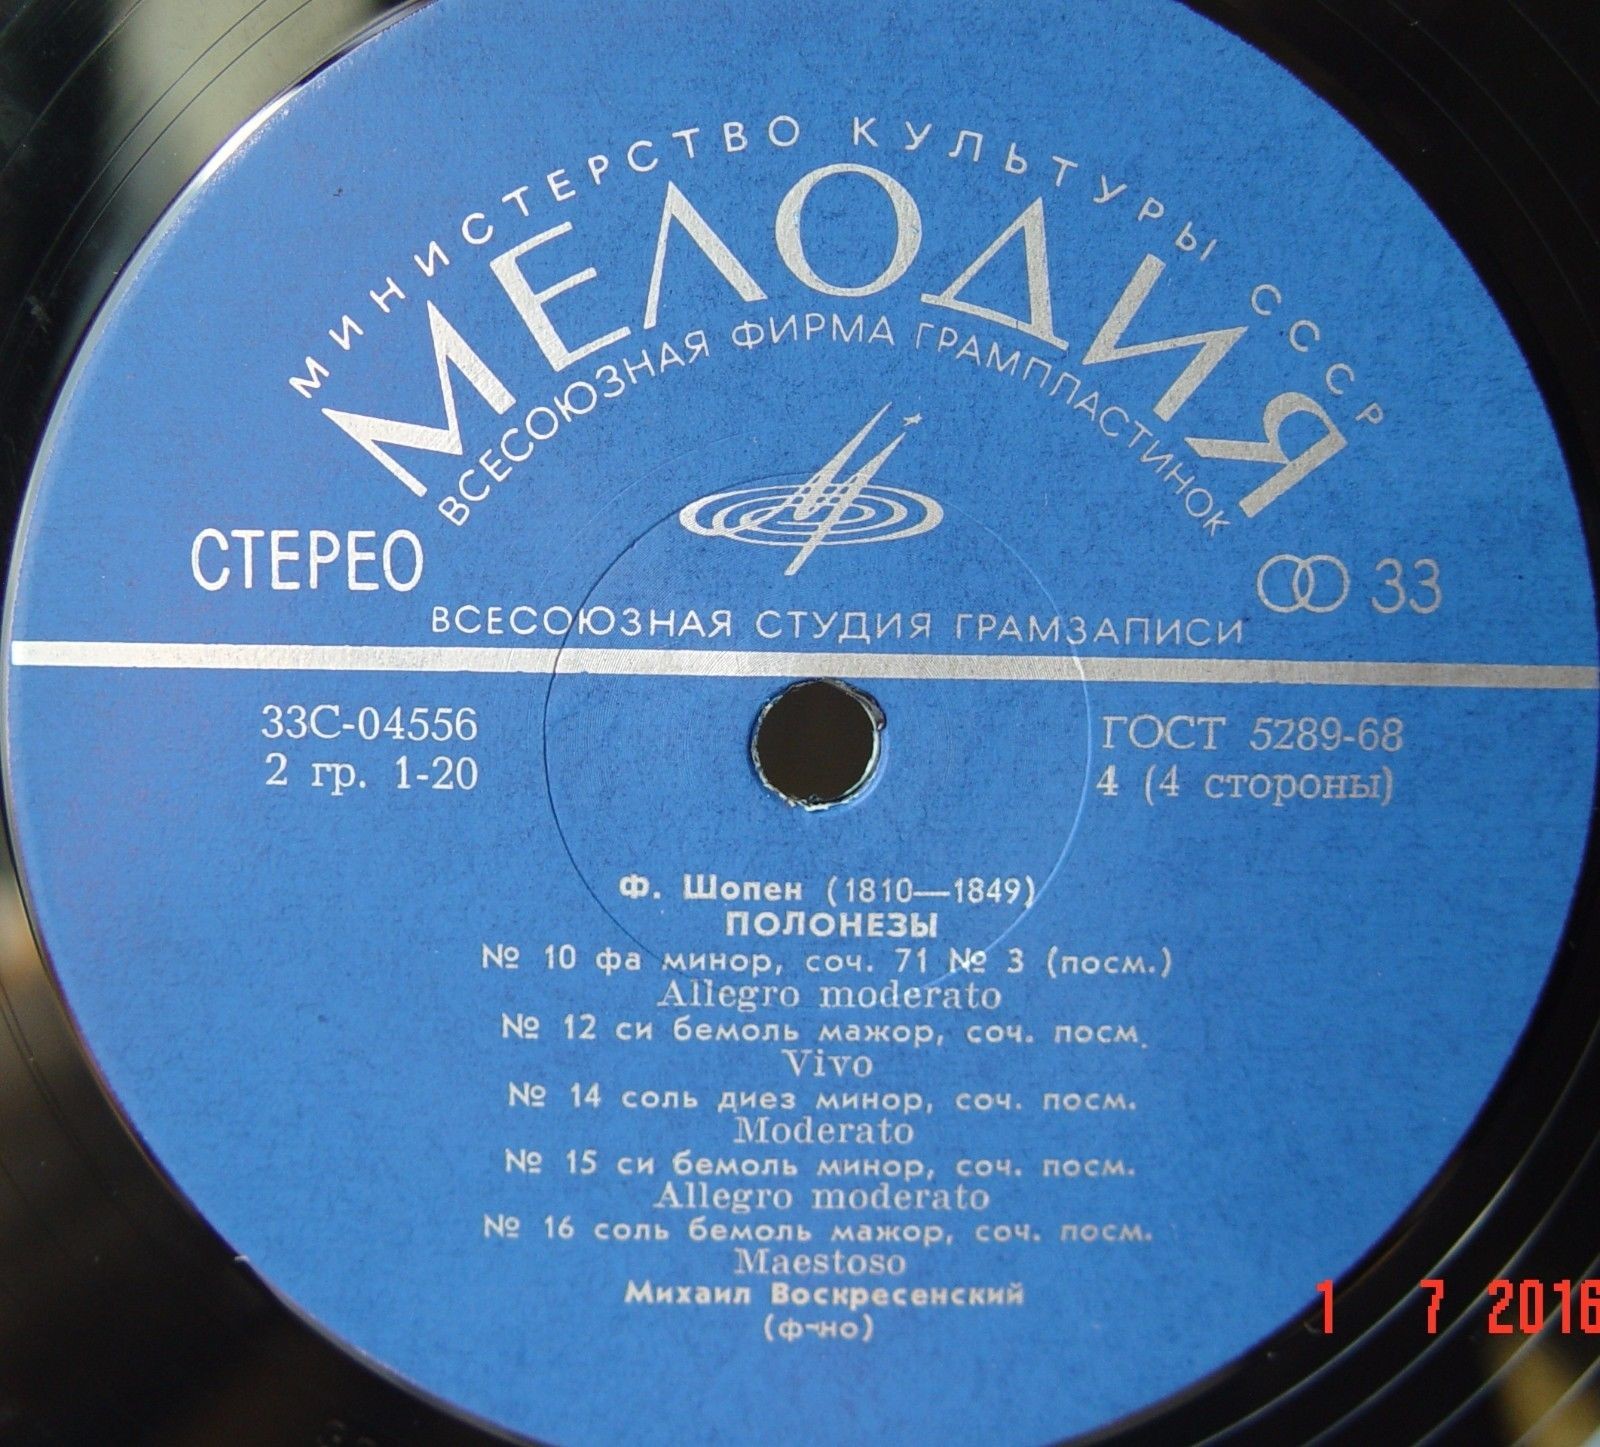 МИНИСТЕРСТВО КУЛЬТУРЫ СССР
МЕЛОДИЯ
ВСЕСОЮЗНАЯ ФИРМА ГРАМПЛАСТИНОК
СТЕРЕО
33
ВСЕСОЮЗНАЯ СТУДИЯ ГРАМЗАПИСИ
33С-04556
ГОСТ 5289-68
2 гр. 1-20
4 (4 стороны)
Ф. Шопен (1810—1849)
ПОЛОНЕЗЫ
№ 10 фа минор, соч. 71 № 3 (посм.)
Allegro moderato
№ 12 си бемоль мажор, соч. посм.
Vivo
№ 14 соль диез минор, соч. посм.
Moderato
№ 15 си бемоль минор, соч. посм.
Allegro moderato
№ 16 соль бемоль мажор, соч. посм.
Maestoso
Михаил Воскресенский
(ф-но)
1 7 2016